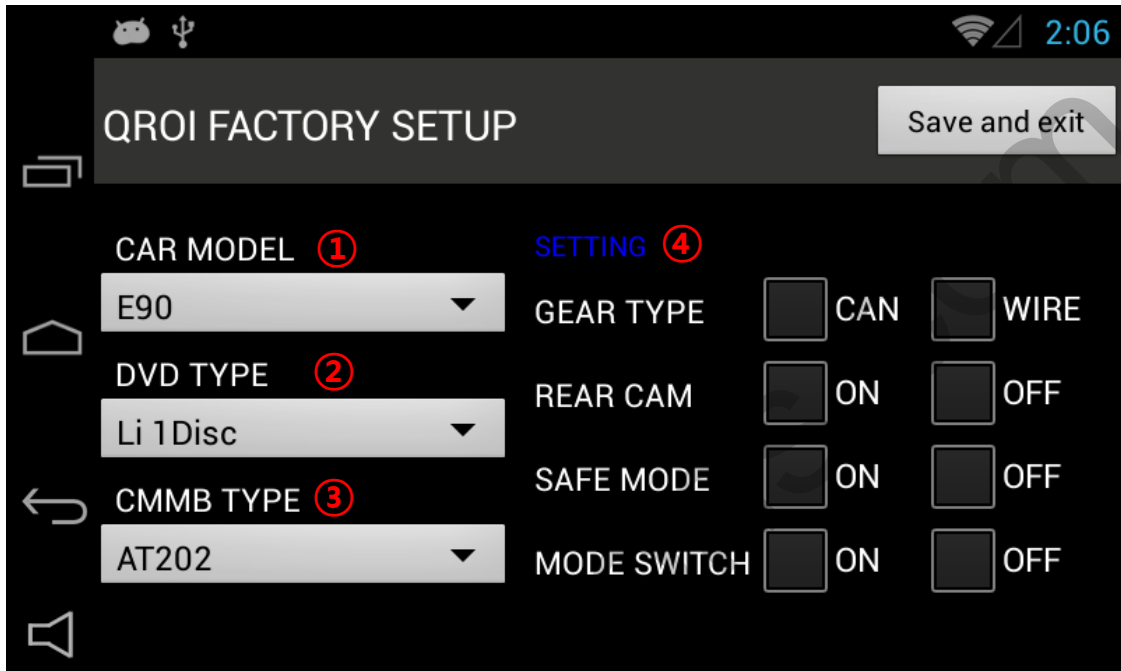 2:06
QROI FACTORY SETUP
Save and exit
CAR MODEL ①
E90
DVD TYPE ②
Li 1Disc
CMMB TYPE ③
AT202
SETTING ④
GEAR TYPE CAN WIRE
REAR CAM ON OFF
SAFE MODE ON OFF
MODE SWITCH ON OFF